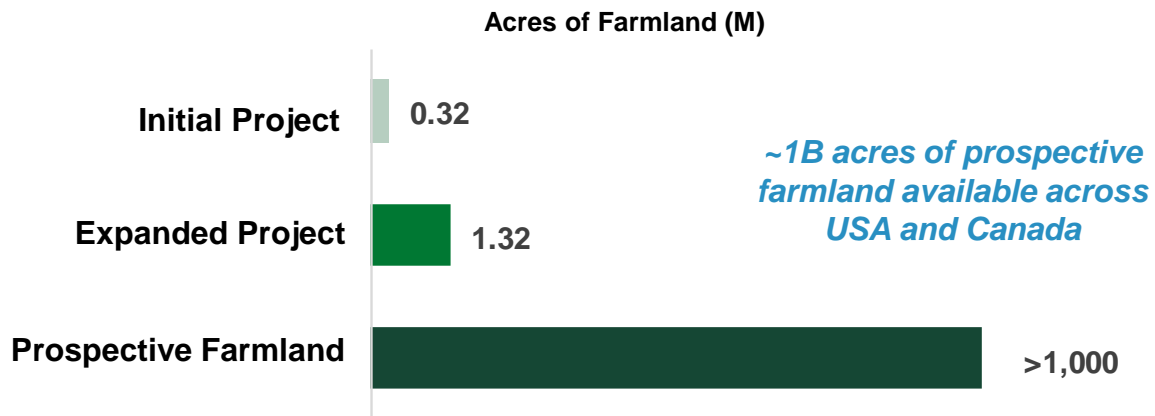 Acres of Farmland (M)
Initial Project
0.32
~1B acres of prospective
farmland available across
USA and Canada
Expanded Project
1.32
Prospective Farmland
>1,000